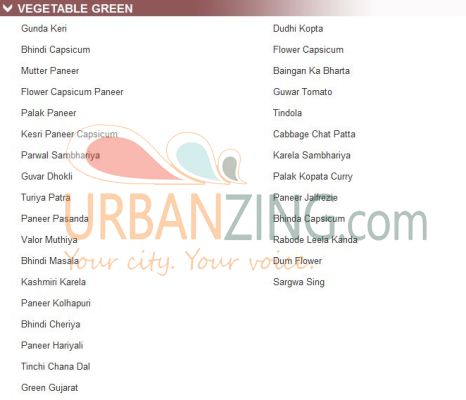 VEGETABLE GREEN
Gunda Keri
Bhindi Capsicum
Mutter Paneer
Flower Capsicum Paneer
Palak Paneer
Kesri Paneer Capsicum
Parwal Sambhariya
Guvar Dhokli
Turiya Patra
Paneer Pasanda
Valor Muthiya
Bhindi Masala
Kashmiri Karela
Paneer Kolhapuri
Bhindi Cheriya
Paneer Hariyali
Tinchi Chana Dal
Green Gujarat
Dudhi Kopta
Flower Capsicum
Baingan Ka Bharta
Guwar Tomato
Tindola
Cabbage Chat Patta
Karela Sambhariya
Palak Kopata Curry
Paneer Jalfrezie
Bhinda Capsicum
Rabode Leela Kanda
Dum Flower
Sargwa Sing
URBANZING.com
Your city. Your voice.